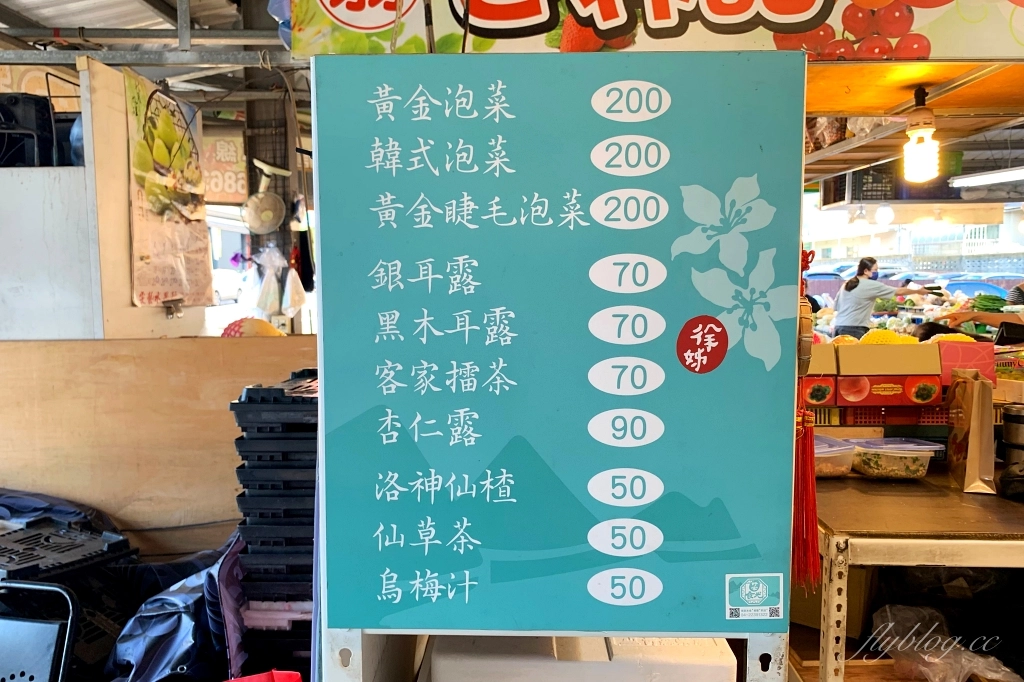 黃金泡菜 200
韓式泡菜 200
黃金睫毛泡菜 200
銀耳露 70
黑木耳露 70
客家擂茶 70
杏仁露 90
洛神仙楂 50
仙草茶 50
烏梅汁 50
徐姊
flyblog.cc